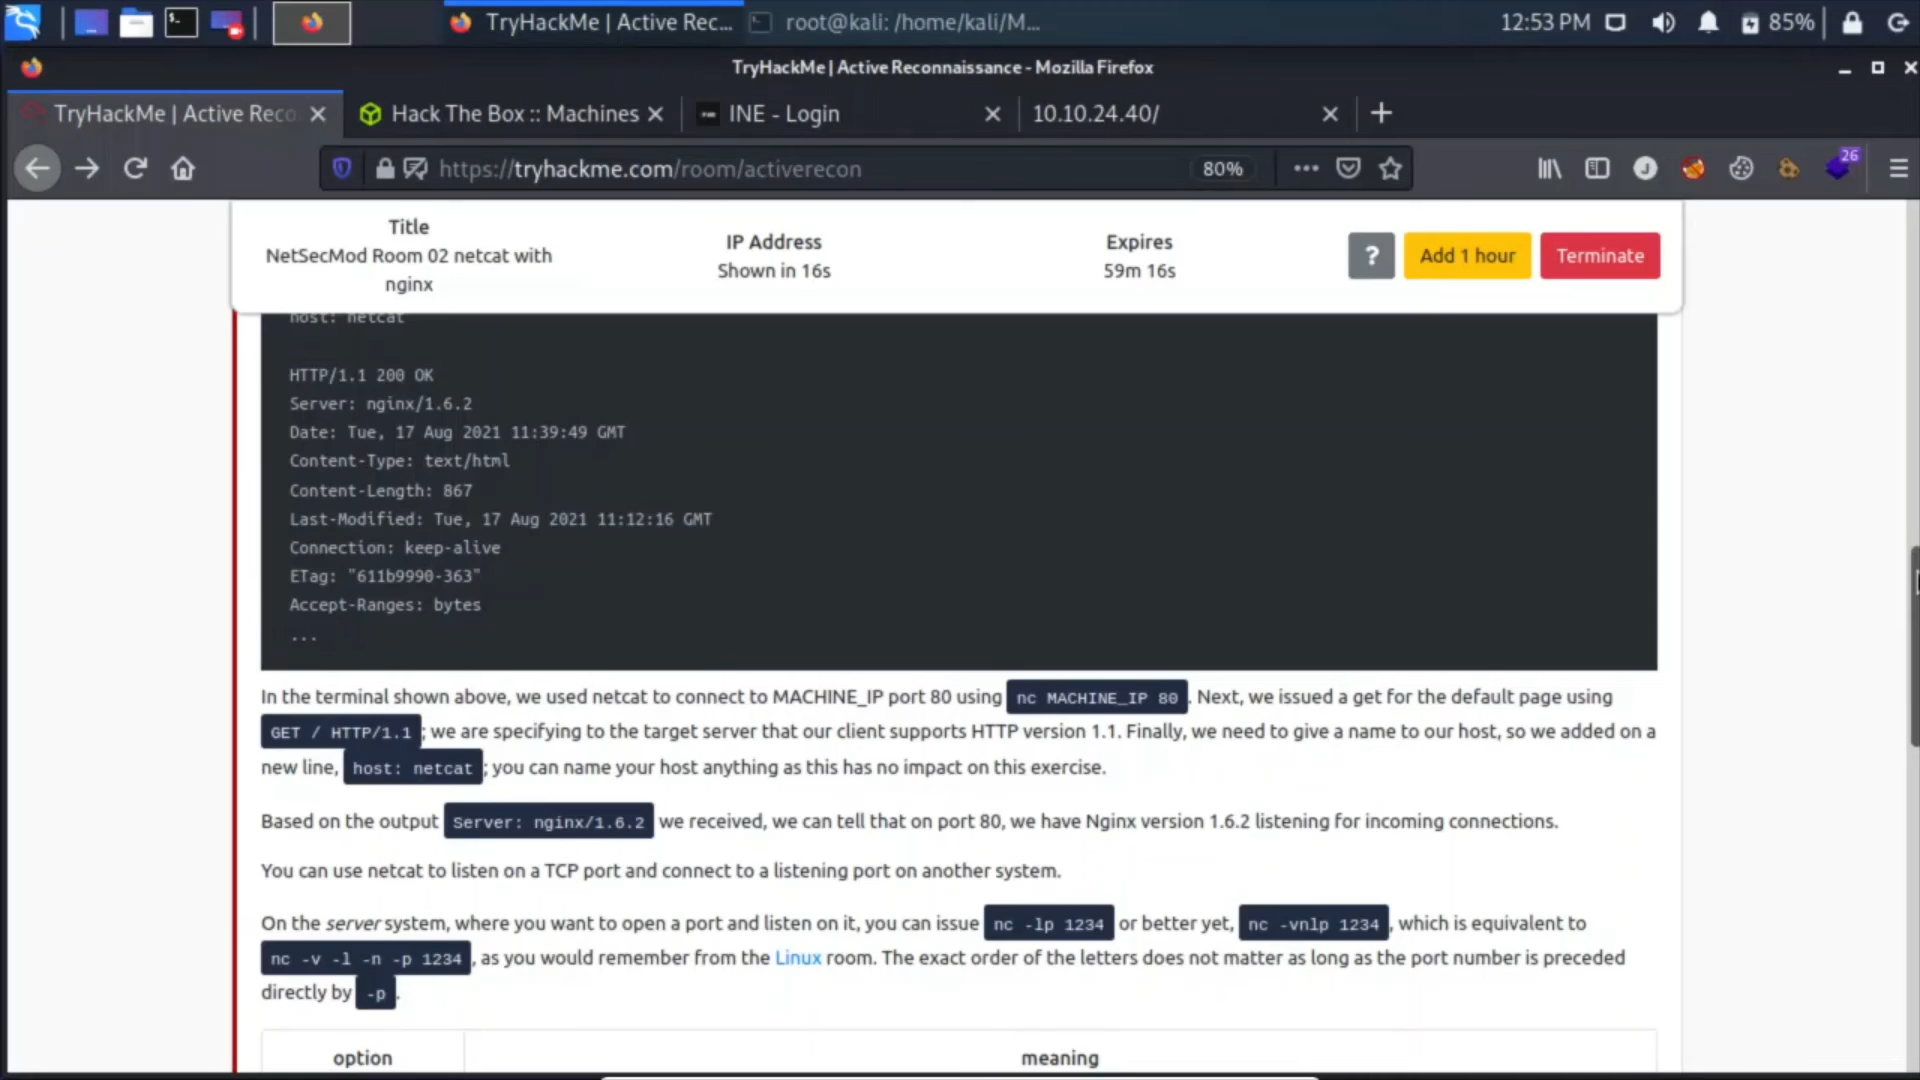 TryHackMe | Active Rec...
root@kali: /home/kali/M...
12:53 PM
85%
TryHackMe | Active Reconnaissance - Mozilla Firefox
TryHackMe | Active Reco
Hack The Box :: Machines
INE - Login
10.10.24.40/
https://tryhackme.com/room/activerecon
80%
26
Title
NetSecMod Room 02 netcat with
nginx
IP Address
Shown in 16s
Expires
59m 16s
?
Add 1 hour
Terminate
host: netcat
HTTP/1.1 200 OK
Server: nginx/1.6.2
Date: Tue, 17 Aug 2021 11:39:49 GMT
Content-Type: text/html
Content-Length: 867
Last-Modified: Tue, 17 Aug 2021 11:12:16 GMT
Connection: keep-alive
ETag: "611b9990-363"
Accept-Ranges: bytes
...
In the terminal shown above, we used netcat to connect to MACHINE_IP port 80 using nc MACHINE_IP 80. Next, we issued a get for the default page using
GET / HTTP/1.1; we are specifying to the target server that our client supports HTTP version 1.1. Finally, we need to give a name to our host, so we added on a
new line, host: netcat; you can name your host anything as this has no impact on this exercise.
Based on the output Server: nginx/1.6.2 we received, we can tell that on port 80, we have Nginx version 1.6.2 listening for incoming connections.
You can use netcat to listen on a TCP port and connect to a listening port on another system.
On the server system, where you want to open a port and listen on it, you can issue nc -lp 1234 or better yet, nc -vnlp 1234, which is equivalent to
nc -v -l -n -p 1234, as you would remember from the Linux room. The exact order of the letters does not matter as long as the port number is preceded
directly by -p.
option
meaning